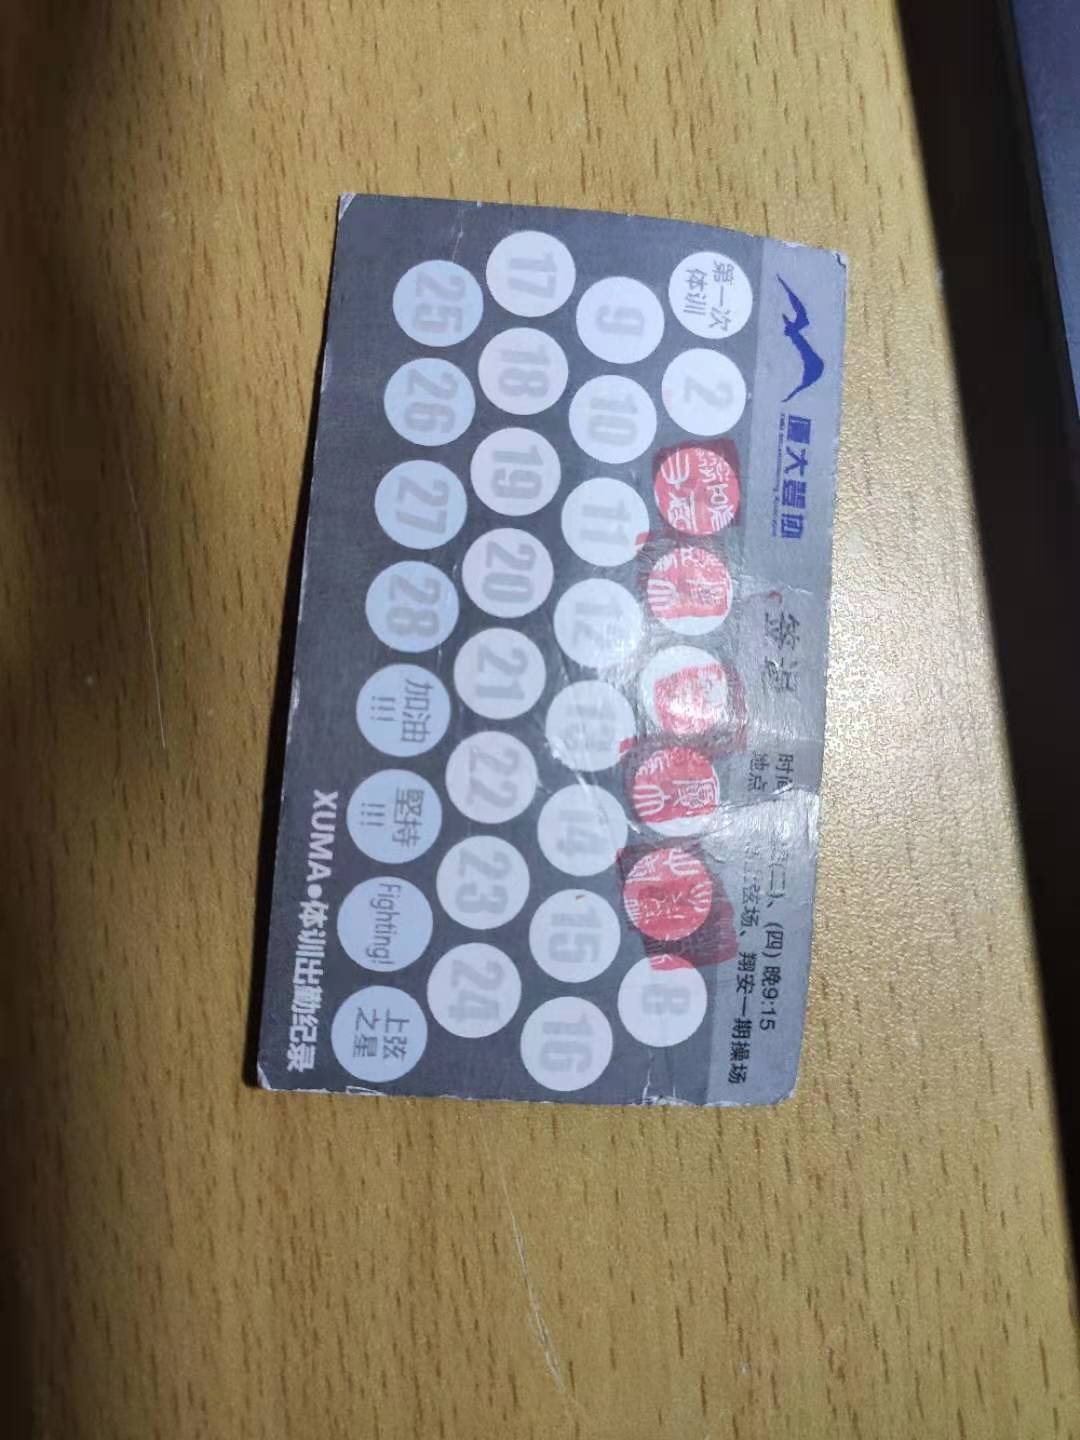 厦大登协
签过
时间
(二)、(四) 晚9:15
地点
弦场、翔安一期操场
第一次
体训
2
8
9
10
11
12
13
14
15
16
17
18
19
20
21
22
23
24
25
26
27
28
加油
!!!
坚持
!!!
Fighting!
上弦
之星
XUMA•体训出勤纪录